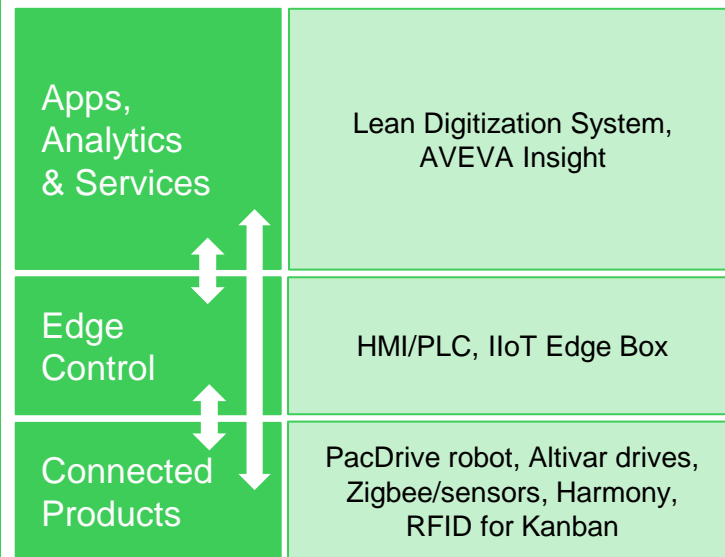 Apps,
Analytics
& Services
Lean Digitization System,
AVEVA Insight
Edge
Control
HMI/PLC, IIoT Edge Box
Connected
Products
PacDrive robot, Altivar drives,
Zigbee/sensors, Harmony,
RFID for Kanban